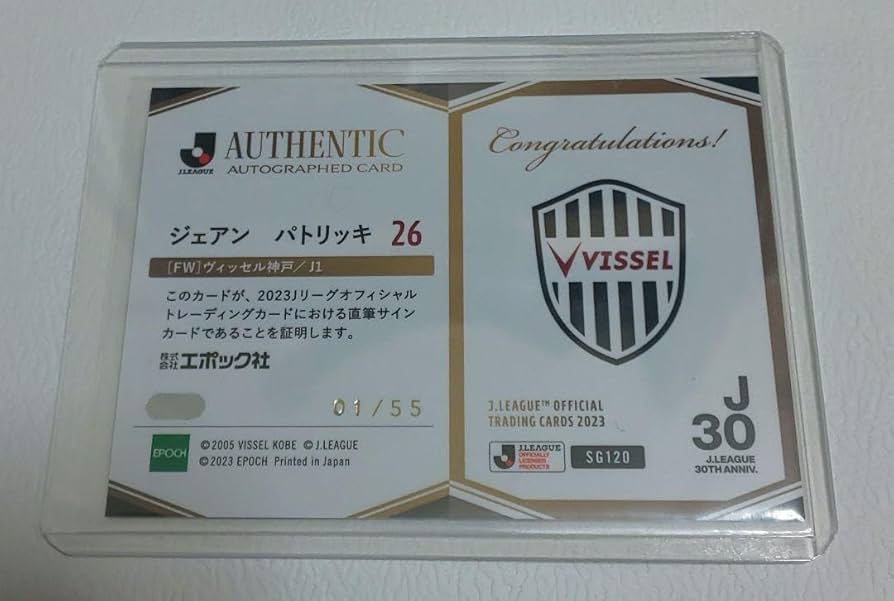 J.LEAGUE
AUTHENTIC
AUTOGRAPHED CARD
ジェアン パトリッキ 26
[FW]ヴィッセル神戸/J1
このカードが、2023Jリーグオフィシャル
トレーディングカードにおける直筆サイン
カードであることを証明します。
株式会社エポック社
01/55
EPOCH
©2005 VISSEL KOBE ©J.LEAGUE
©2023 EPOCH Printed in Japan
Congratulations!
VISSEL
J.LEAGUE™ OFFICIAL
TRADING CARDS 2023
J.LEAGUE
OFFICIALLY
LICENSED
PRODUCTS
SG120
J
30
J.LEAGUE
30TH ANNIV.